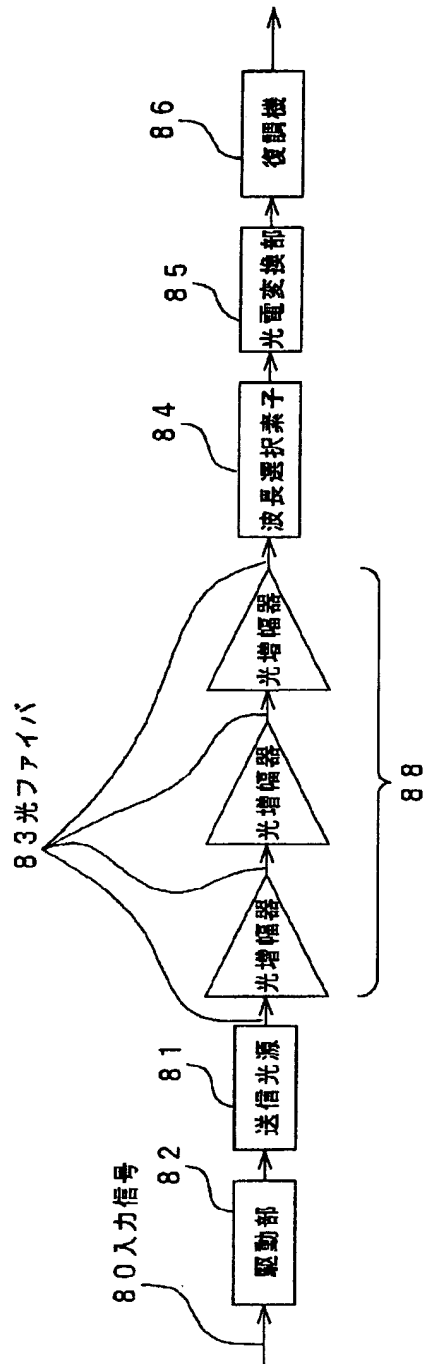 80入力信号
82
駆動部
81
送信光源
83光ファイバ
光増幅器
光増幅器
光増幅器
88
84
波長選択素子
85
光電変換部
86
復調機